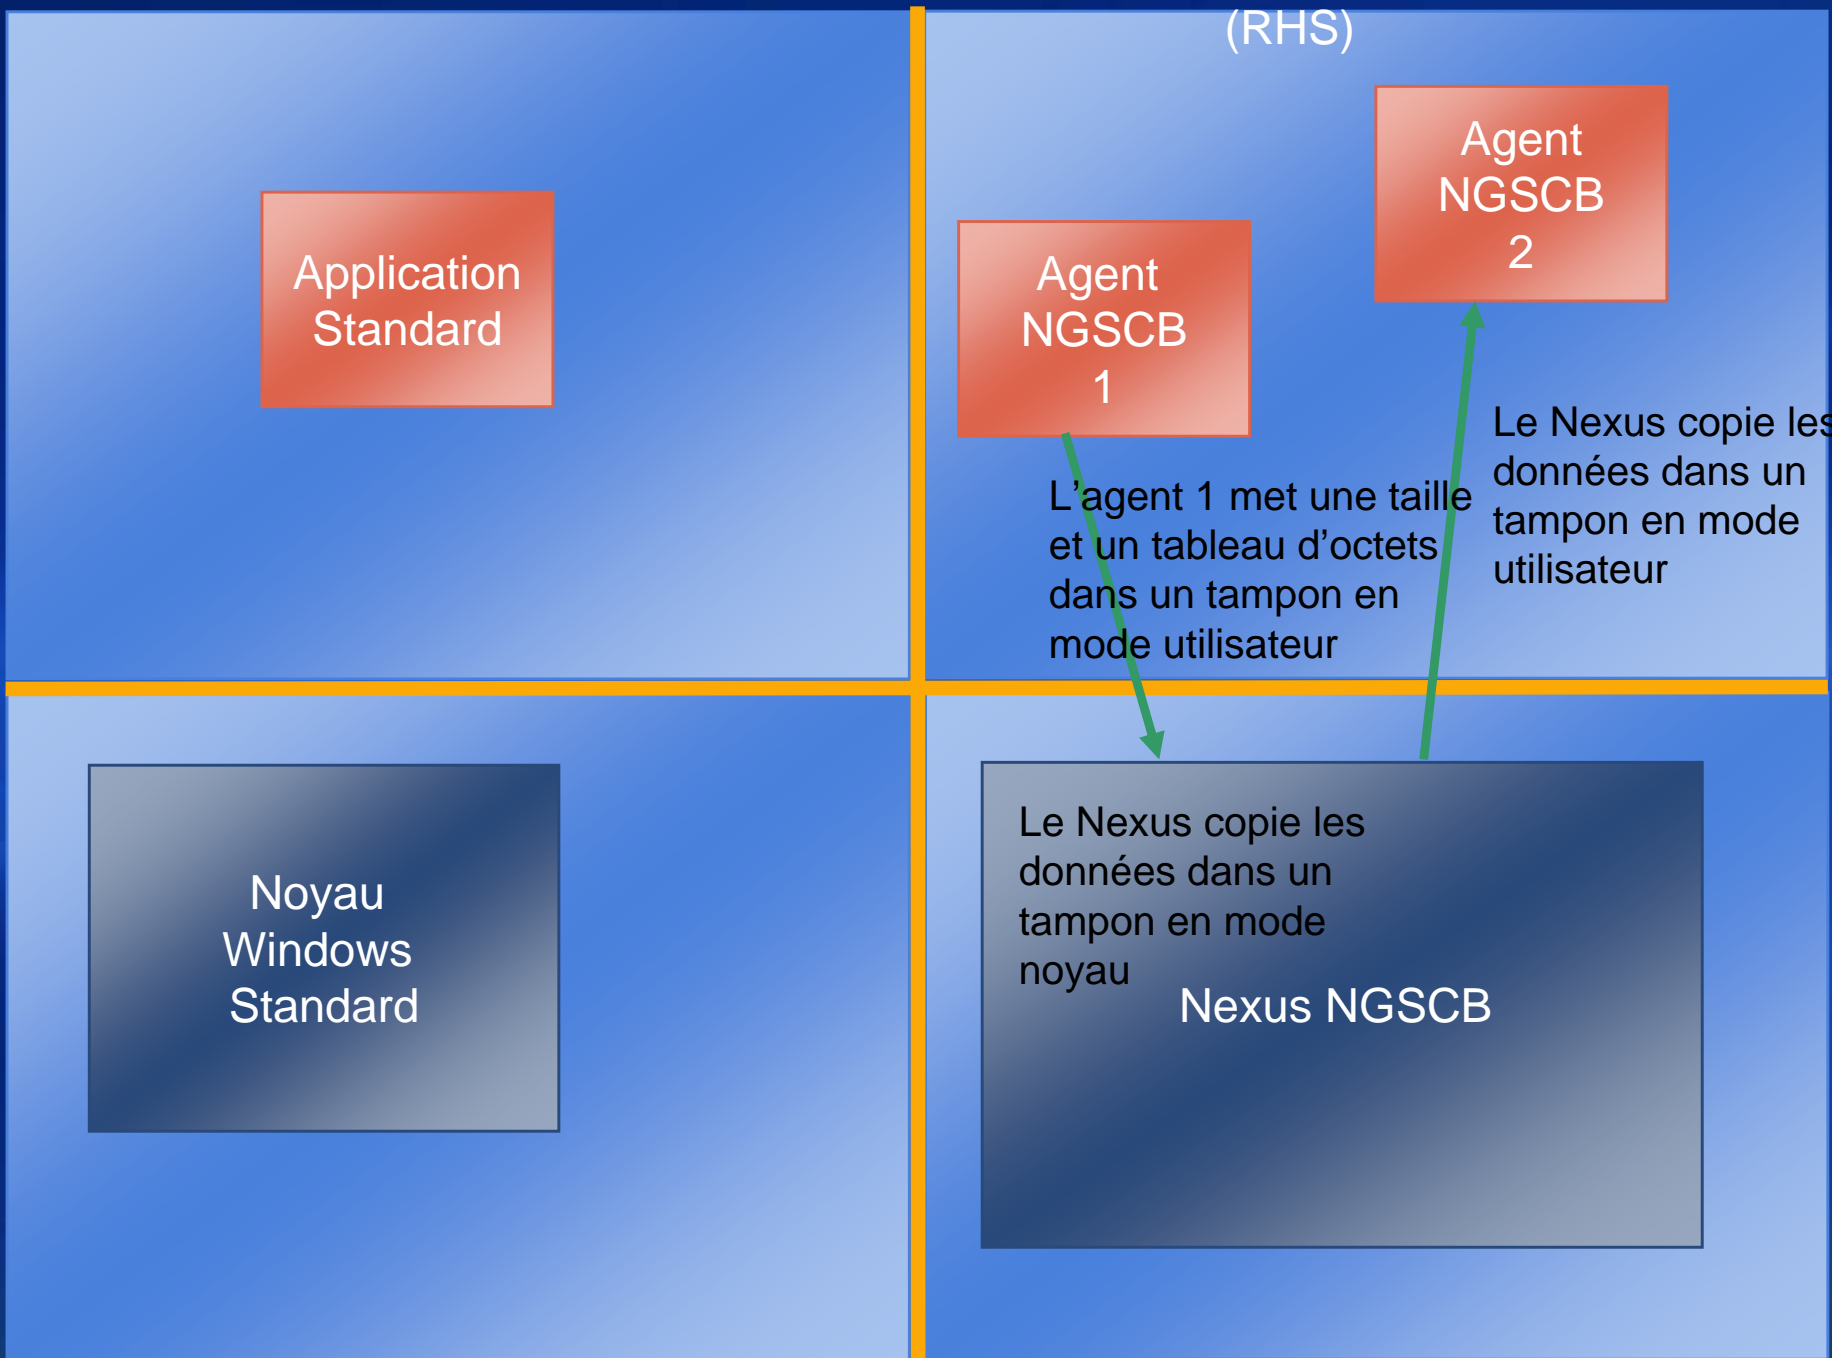 (RHS)
Application
Standard
Agent
NGSCB
1
Agent
NGSCB
2
L’agent 1 met une taille
et un tableau d’octets
dans un tampon en
mode utilisateur
Le Nexus copie les
données dans un
tampon en mode
utilisateur
Noyau
Windows
Standard
Le Nexus copie les
données dans un
tampon en mode
noyau
Nexus NGSCB